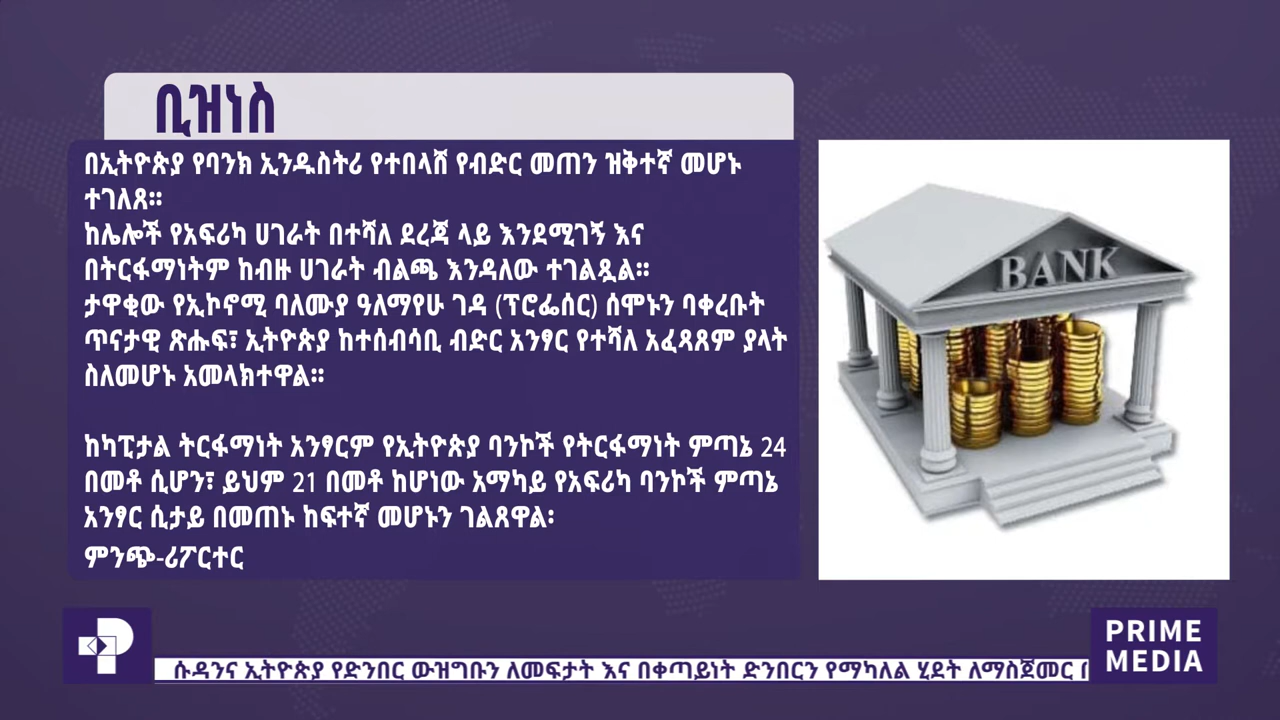 ቢዝነስ
በኢትዮጵያ የባንክ ኢንዱስትሪ የተበላሸ የብድር መጠን ዝቅተኛ መሆኑ
ተገለጸ።
ከሌሎች የአፍሪካ ሀገራት በተሻለ ደረጃ ላይ እንደሚገኝ እና
በትርፋማነትም ከብዙ ሀገራት ብልጫ እንዳለው ተገልጿል።
ታዋቂው የኢኮኖሚ ባለሙያ ዓለማየሁ ገዳ (ፕሮፌሰር) ሰሞኑን ባቀረቡት
ጥናታዊ ጽሑፍ፣ ኢትዮጵያ ከተሰብሳቢ ብድር አንፃር የተሻለ አፈጻጸም ያላት
ስለመሆኑ አመላክተዋል።
ከካፒታል ትርፋማነት አንፃርም የኢትዮጵያ ባንኮች የትርፋማነት ምጣኔ 24
በመቶ ሲሆን፣ ይህም 21 በመቶ ከሆነው አማካይ የአፍሪካ ባንኮች ምጣኔ
አንፃር ሲታይ በመጠኑ ከፍተኛ መሆኑን ገልጸዋል፡
ምንጭ-ሪፖርተር
BANK
ሱዳንና ኢትዮጵያ የድንበር ውዝግቡን ለመፍታት እና በቀጣይነት ድንበርን የማካለል ሂደት ለማስጀመር
PRIME
MEDIA